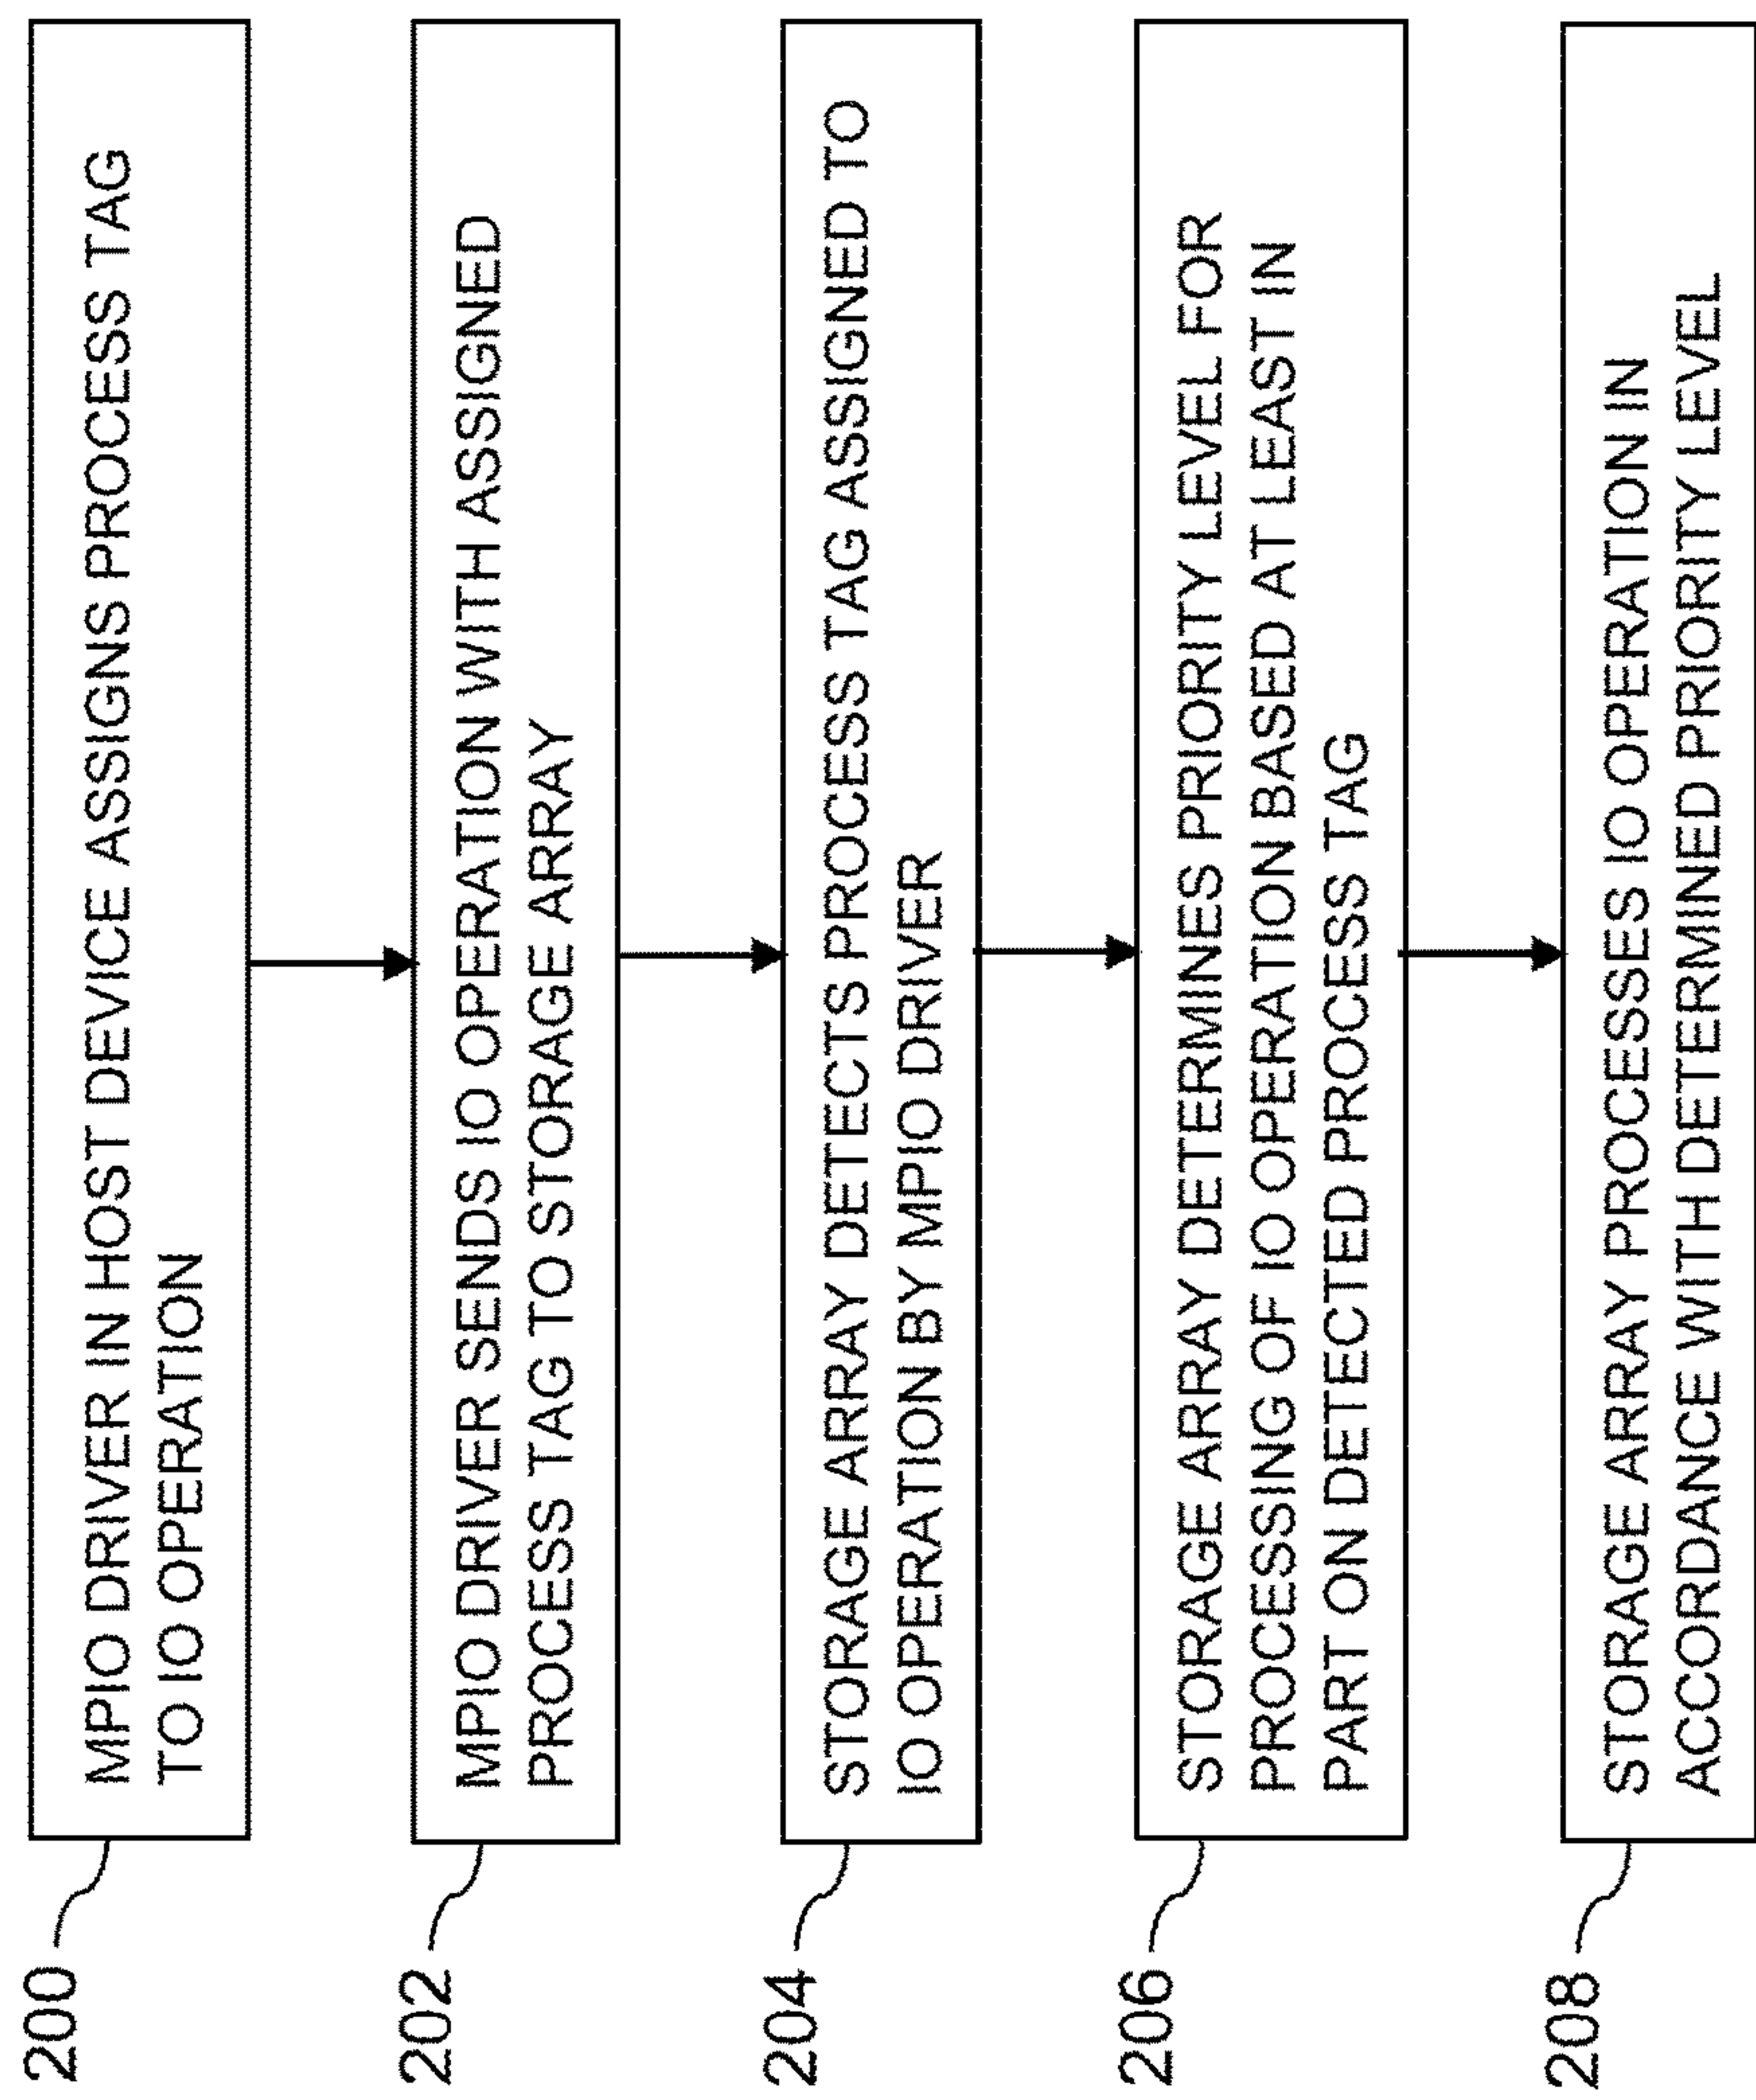 200
MPIO DRIVER IN HOST DEVICE ASSIGNS PROCESS TAG
TO IO OPERATION
202
MPIO DRIVER SENDS IO OPERATION WITH ASSIGNED
PROCESS TAG TO STORAGE ARRAY
204
STORAGE ARRAY DETECTS PROCESS TAG ASSIGNED TO
IO OPERATION BY MPIO DRIVER
206
STORAGE ARRAY DETERMINES PRIORITY LEVEL FOR
PROCESSING OF IO OPERATION BASED AT LEAST IN
PART ON DETECTED PROCESS TAG
208
STORAGE ARRAY PROCESSES IO OPERATION IN
ACCORDANCE WITH DETERMINED PRIORITY LEVEL